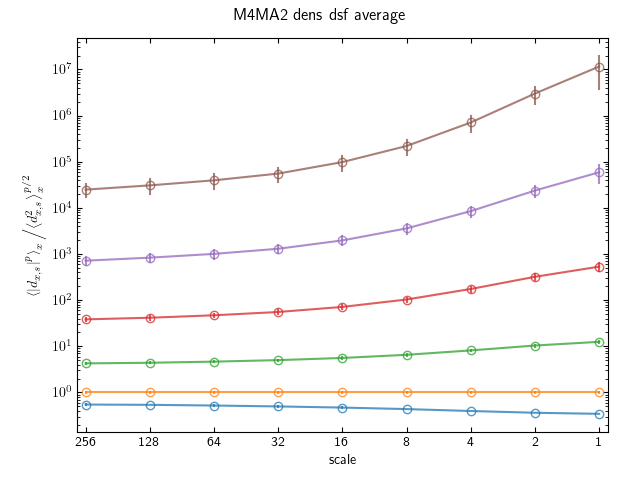 M4MA2 dens dsf average
⟨|d_{x,s}|^p⟩_x / ⟨d_{x,s}^2⟩_x^{p/2}
10^7
10^6
10^5
10^4
10^3
10^2
10^1
10^0
256 128 64 32 16 8 4 2 1
scale